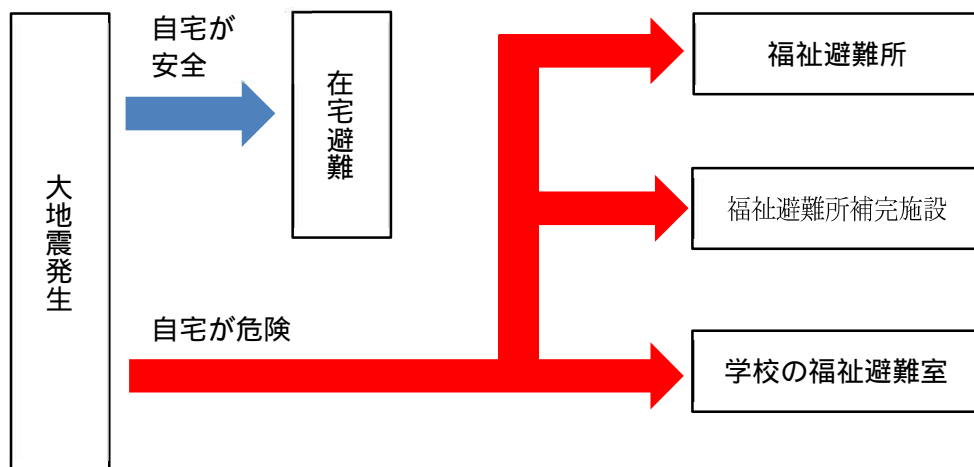 大地震発生
自宅が
安全
在宅避難
自宅が危険
福祉避難所
福祉避難所補完施設
学校の福祉避難室